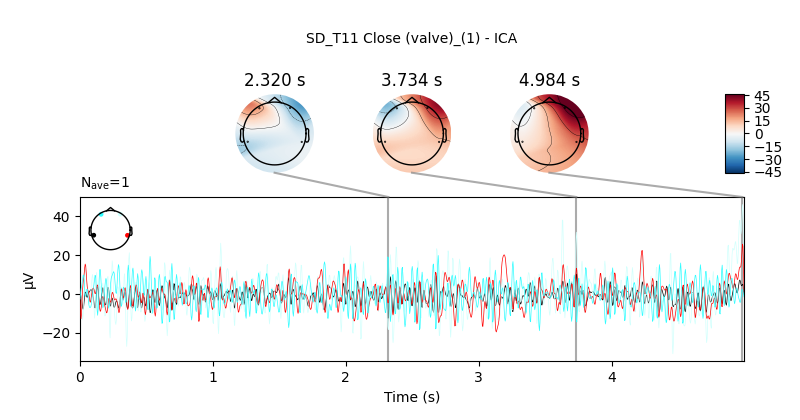 SD_T11 Close (valve)_(1) - ICA
2.320 s 3.734 s 4.984 s
45
30
15
0
−15
−30
−45
Nave=1
40
20
0
−20
µV
0 1 2 3 4
Time (s)